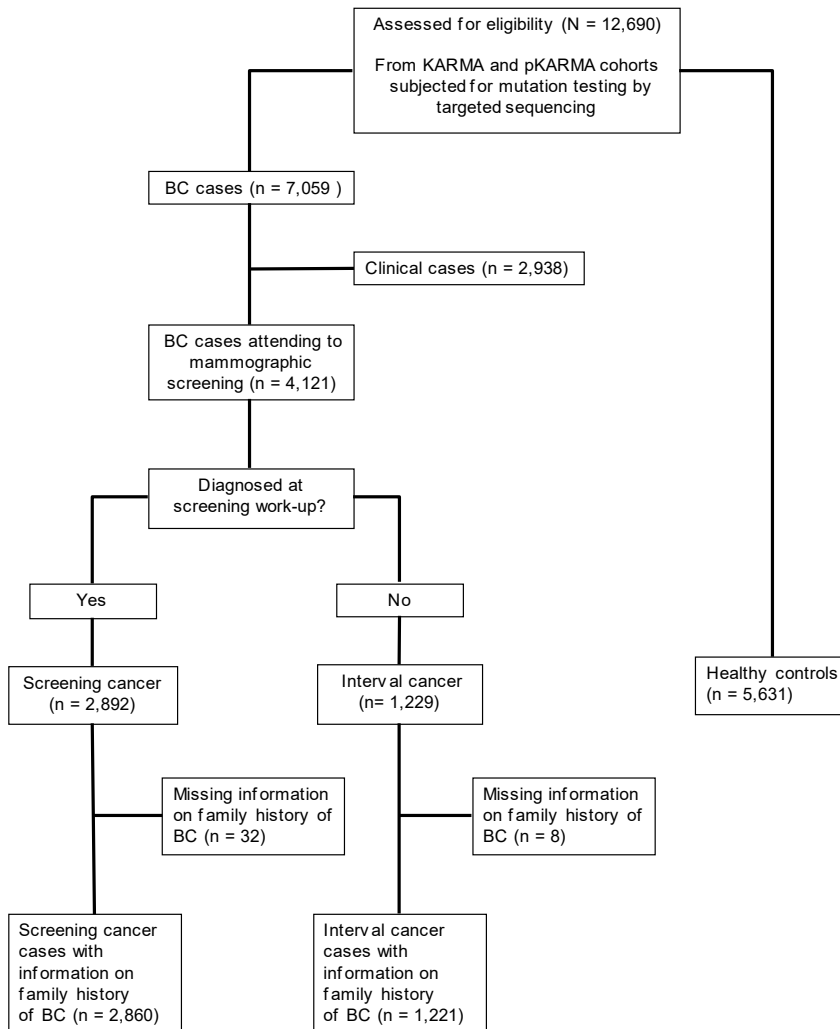 Assessed for eligibility (N = 12,690)
From KARMA and pKARMA cohorts
subjected for mutation testing by
targeted sequencing
BC cases (n = 7,059 )
Clinical cases (n = 2,938)
BC cases attending to
mammographic
screening (n = 4,121)
Diagnosed at
screening work-up?
Yes
No
Screening cancer
(n = 2,892)
Interval cancer
(n= 1,229)
Healthy controls
(n = 5,631)
Missing information
on family history of
BC (n = 32)
Missing information
on family history of
BC (n = 8)
Screening cancer
cases with
information on
family history
of BC (n = 2,860)
Interval cancer
cases with
information on
family history
of BC (n = 1,221)